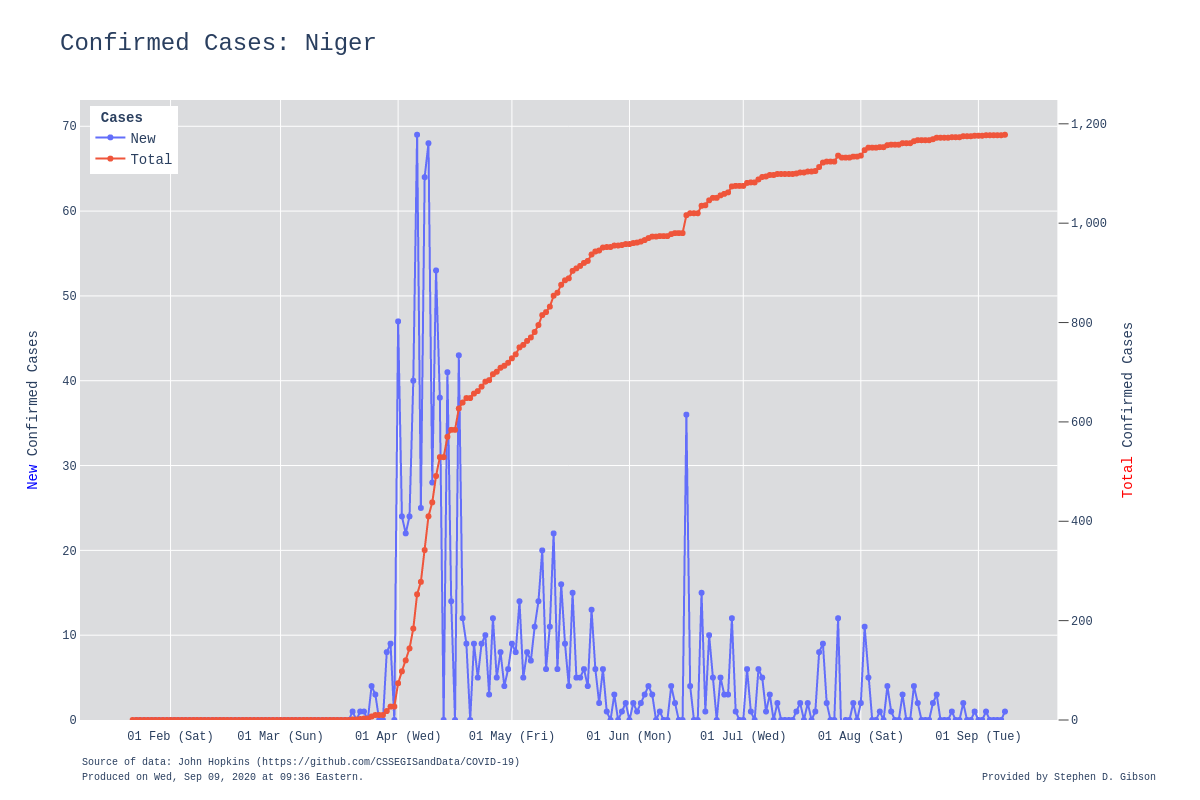 Confirmed Cases: Niger
Cases
New
Total
70
60
50
40
30
20
10
0
1,200
1,000
800
600
400
200
0
New Confirmed Cases
Total Confirmed Cases
01 Feb (Sat) 01 Mar (Sun) 01 Apr (Wed) 01 May (Fri) 01 Jun (Mon) 01 Jul (Wed) 01 Aug (Sat) 01 Sep (Tue)
Source of data: John Hopkins (https://github.com/CSSEGISandData/COVID-19)
Produced on Wed, Sep 09, 2020 at 09:36 Eastern.
Provided by Stephen D. Gibson